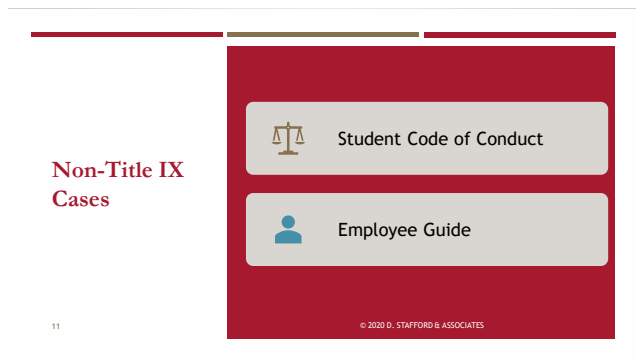 Non-Title IX
Cases
Student Code of Conduct
Employee Guide
11
© 2020 D. STAFFORD & ASSOCIATES